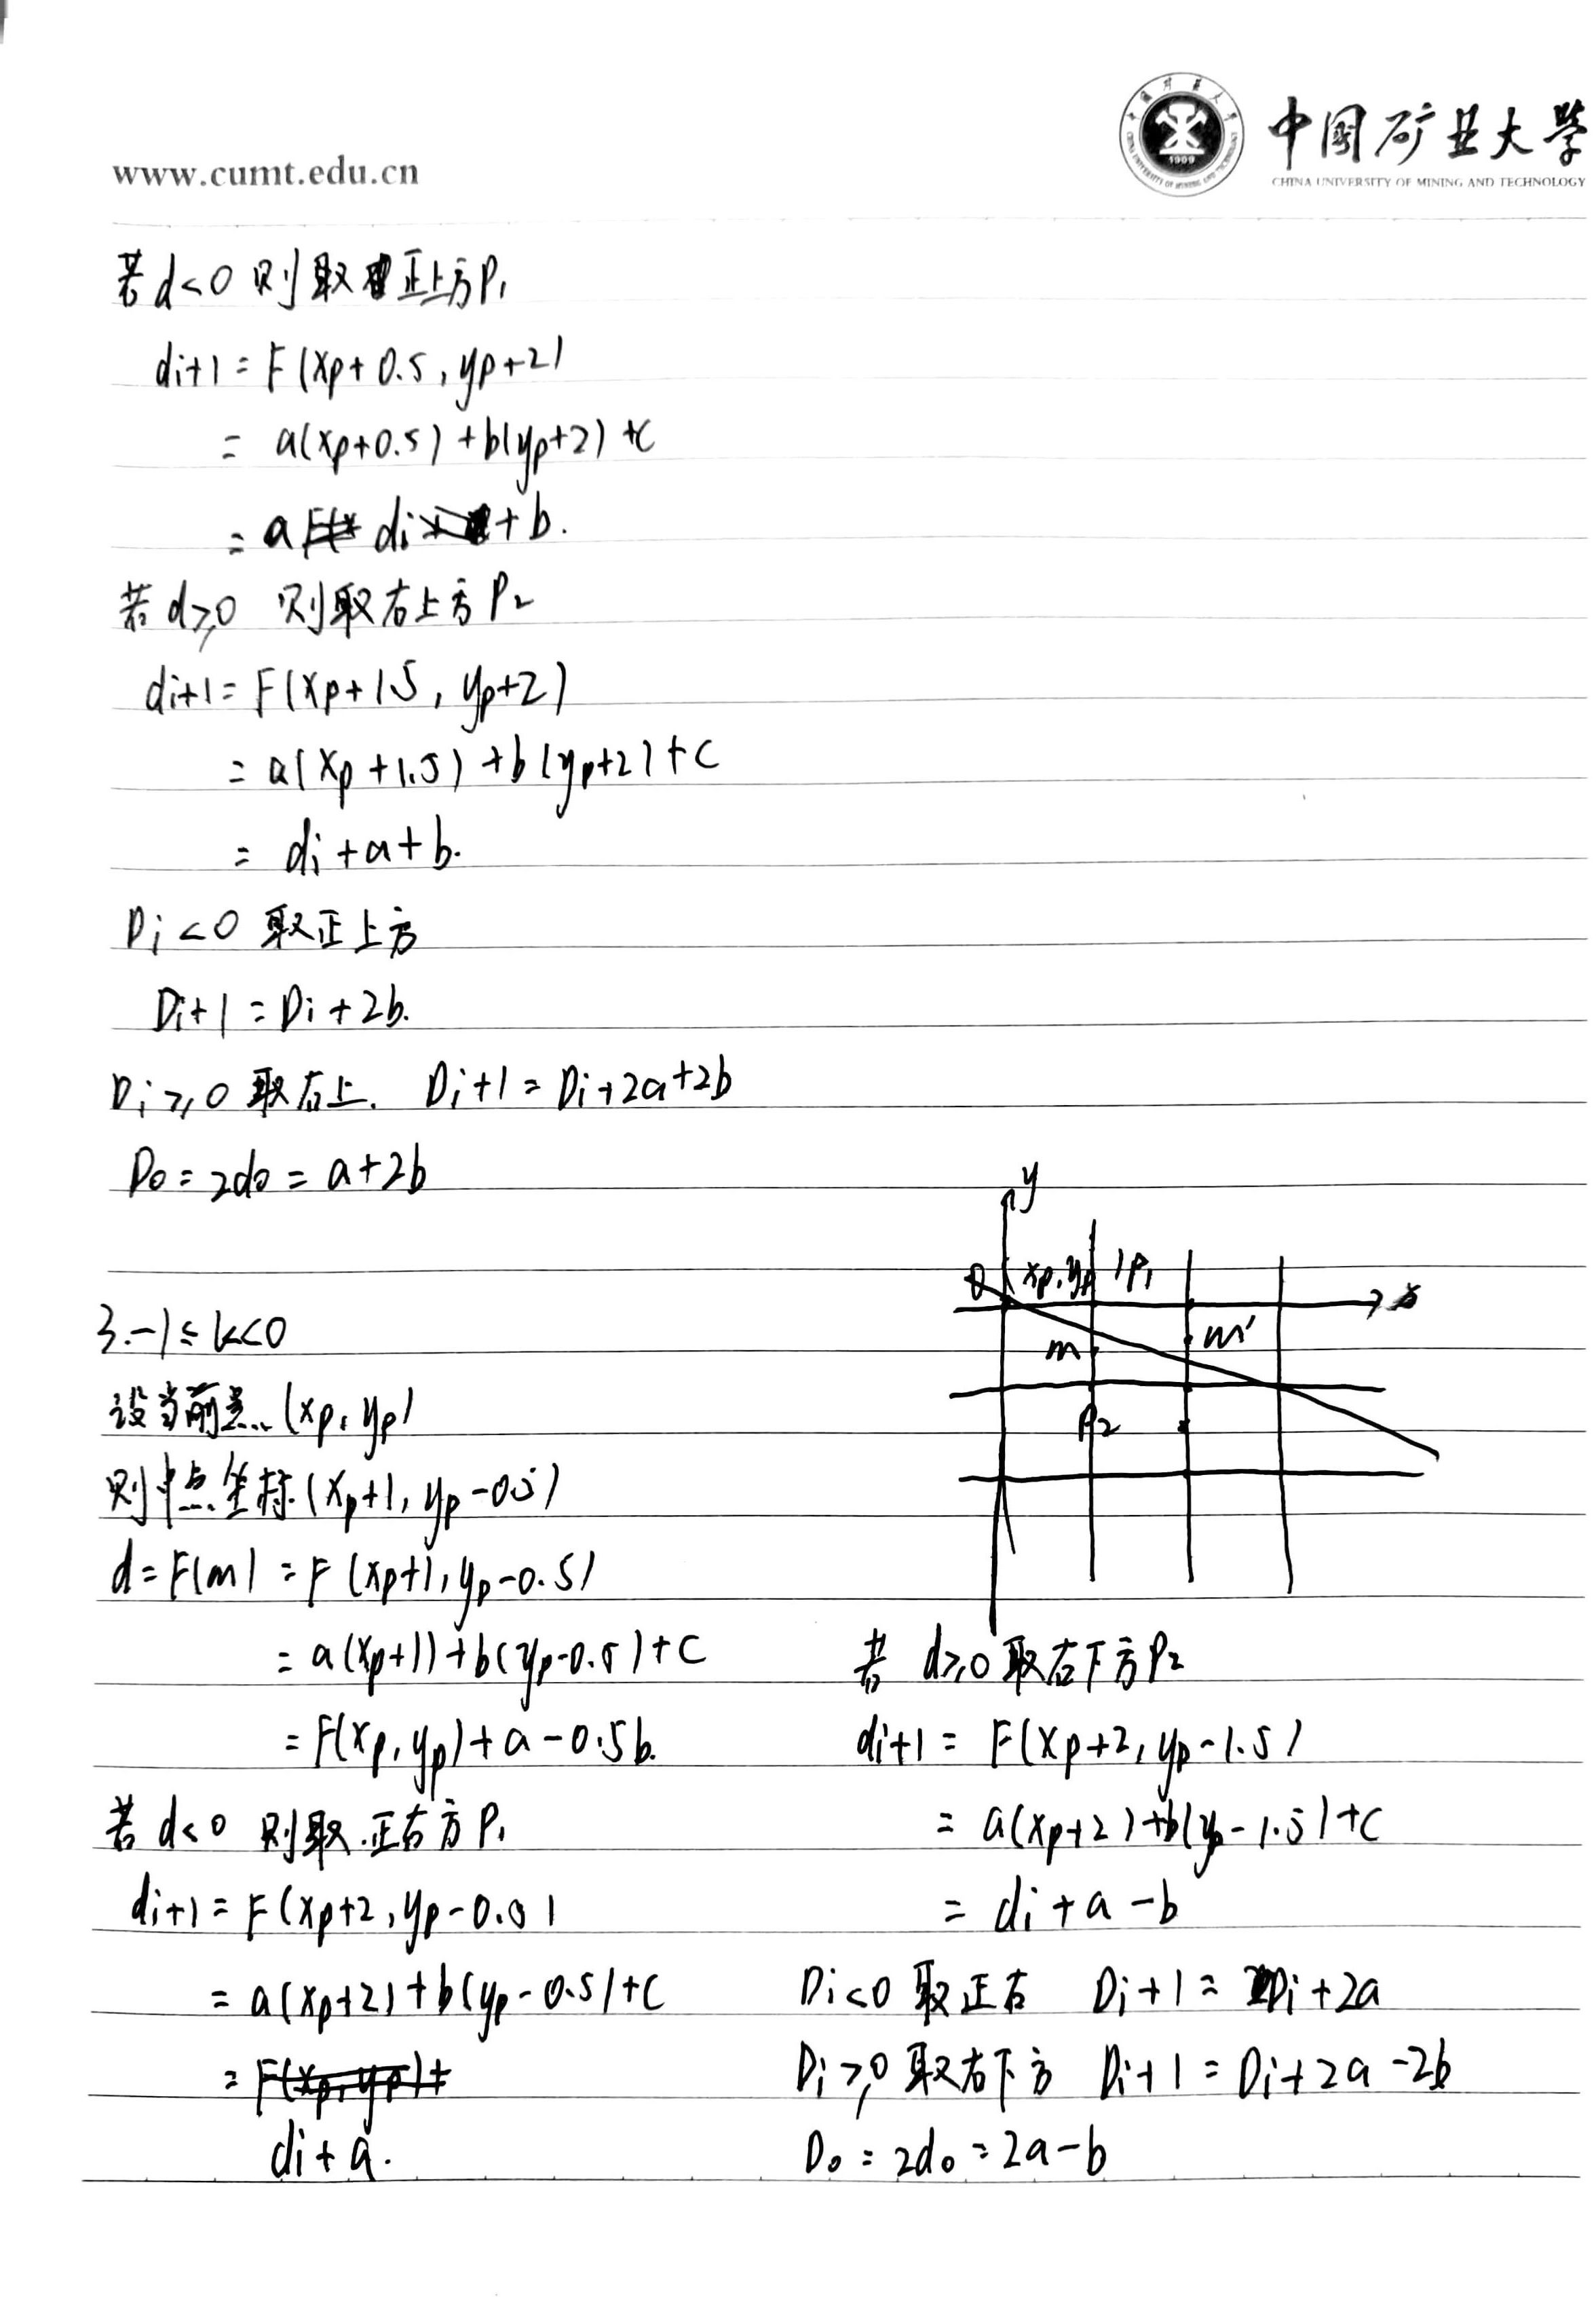 www.cumt.edu.cn
中国矿业大学
CHINA UNIVERSITY OF MINING AND TECHNOLOGY
1909
若 d<0 则取 正上方P₁
di+1 = F(xp+0.5, yp+2)
= a(xp+0.5)+b(yp+2)+c
= di + b.
若 d≥0 则取右上方 P₂
di+1 = F(xp+1.5, yp+2)
= a(xp+1.5)+b(yp+2)+c
= di+a+b.
Di<0 取正上方
Di+1 = Di+2b.
Di≥0 取右上. Di+1 = Di+2a+2b
D0 = 2d0 = a+2b
y
0 xp,yp P₁
x
m m'
P2
3.-1≤k<0
设当前点(xp, yp)
则中点坐标(xp+1, yp-0.5)
d=F(m) = F(xp+1, yp-0.5)
= a(xp+1)+b(yp-0.5)+c
= F(xp, yp)+a-0.5b.
若 d<0 则取.正右方P₁
di+1 = F(xp+2, yp-0.5)
= a(xp+2)+b(yp-0.5)+c
= F(xp, yp)+
di+a.
若 d≥0 取右下方P₂
di+1 = F(xp+2, yp-1.5)
= a(xp+2)+b(yp-1.5)+c
= di+a-b
Di<0 取正右 Di+1 = Di+2a
Di≥0 取右下方 Di+1 = Di+2a-2b
D₀ = 2d₀ = 2a-b